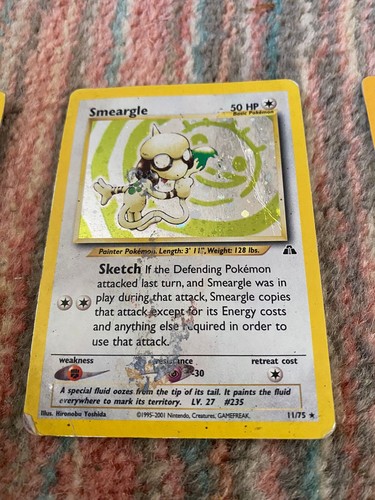 Smeargle
50 HP
Basic Pokémon
Painter Pokémon. Length: 3' 11", Weight: 128 lbs.
Sketch If the Defending Pokémon
attacked last turn, and Smeargle was in
play during that attack, Smeargle copies
that attack except for its Energy costs
and anything else required in order to
use that attack.
weakness resistance retreat cost
-30
A special fluid oozes from the tip of its tail. It paints the fluid
everywhere to mark its territory. LV. 27 #235
Illus. Hironobu Yoshida ©1995-2001 Nintendo, Creatures, GAMEFREAK. 11/75